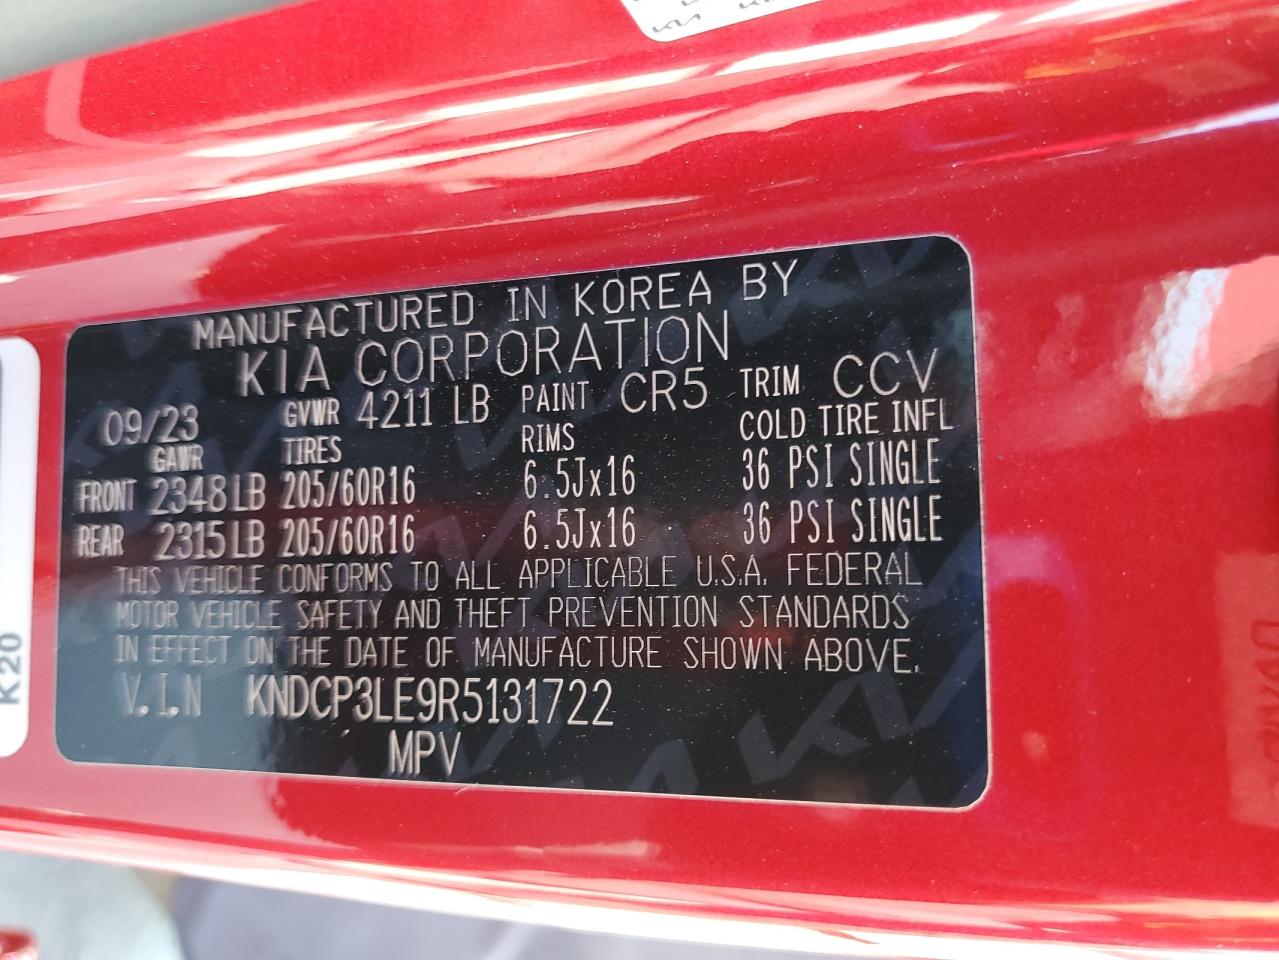 MANUFACTURED IN KOREA BY
KIA CORPORATION
09/23 GVWR 4211 LB PAINT CR5 TRIM CCV
GAWR TIRES RIMS COLD TIRE INFL
FRONT 2348LB 205/60R16 6.5Jx16 36 PSI SINGLE
REAR 2315LB 205/60R16 6.5Jx16 36 PSI SINGLE
THIS VEHICLE CONFORMS TO ALL APPLICABLE U.S.A. FEDERAL
MOTOR VEHICLE SAFETY AND THEFT PREVENTION STANDARDS
IN EFFECT ON THE DATE OF MANUFACTURE SHOWN ABOVE.
V.I.N KNDCP3LE9R5131722
MPV
K20